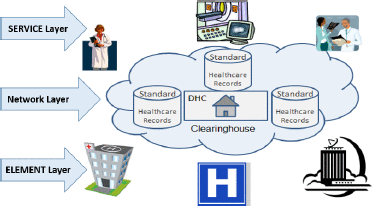 SERVICE Layer
Standard
Healthcare
Records
Network Layer
Standard
Healthcare
Records
DHC
Clearinghouse
Standard
Healthcare
Records
ELEMENT Layer
H